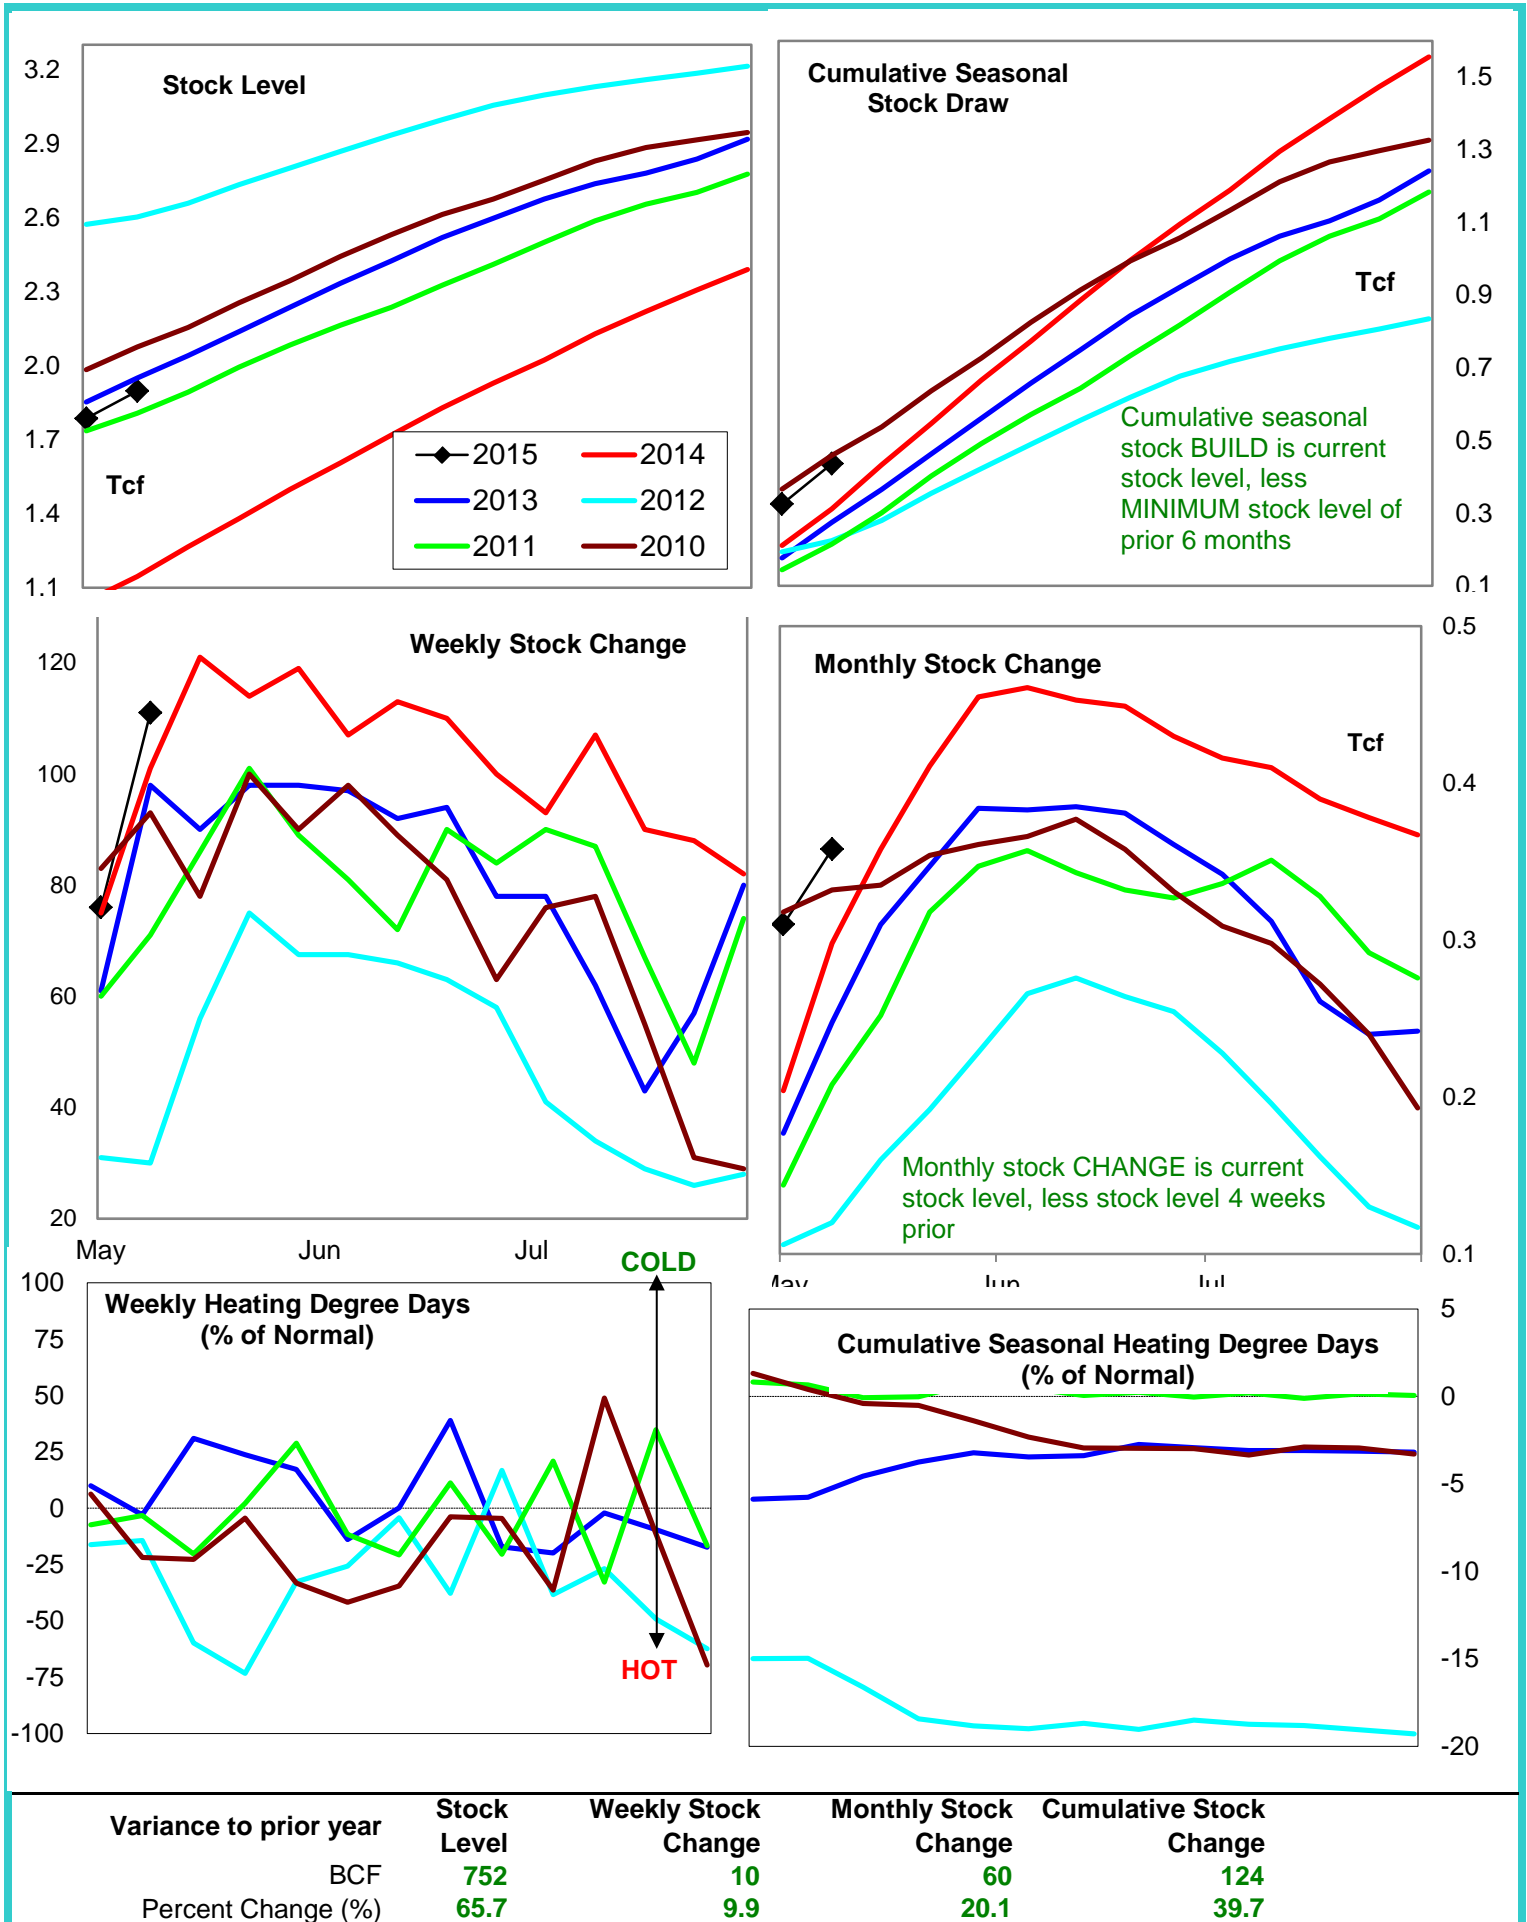 Stock Level
3.2
2.9
2.6
2.3
2.0
1.7
1.4
1.1
Tcf
2015
2014
2013
2012
2011
2010
Cumulative Seasonal
Stock Draw
1.5
1.3
1.1
0.9
0.7
0.5
0.3
0.1
Tcf
Cumulative seasonal
stock BUILD is current
stock level, less
MINIMUM stock level of
prior 6 months
Weekly Stock Change
120
100
80
60
40
20
May
Jun
Jul
Monthly Stock Change
0.5
0.4
0.3
0.2
0.1
Tcf
Monthly stock CHANGE is current
stock level, less stock level 4 weeks
prior
May
Jun
Jul
COLD
Weekly Heating Degree Days
(% of Normal)
100
75
50
25
0
-25
-50
-75
-100
HOT
Cumulative Seasonal Heating Degree Days
(% of Normal)
5
0
-5
-10
-15
-20
Variance to prior year
Stock
Level
Weekly Stock
Change
Monthly Stock
Change
Cumulative Stock
Change
BCF 752 10 60 124
Percent Change (%) 65.7 9.9 20.1 39.7